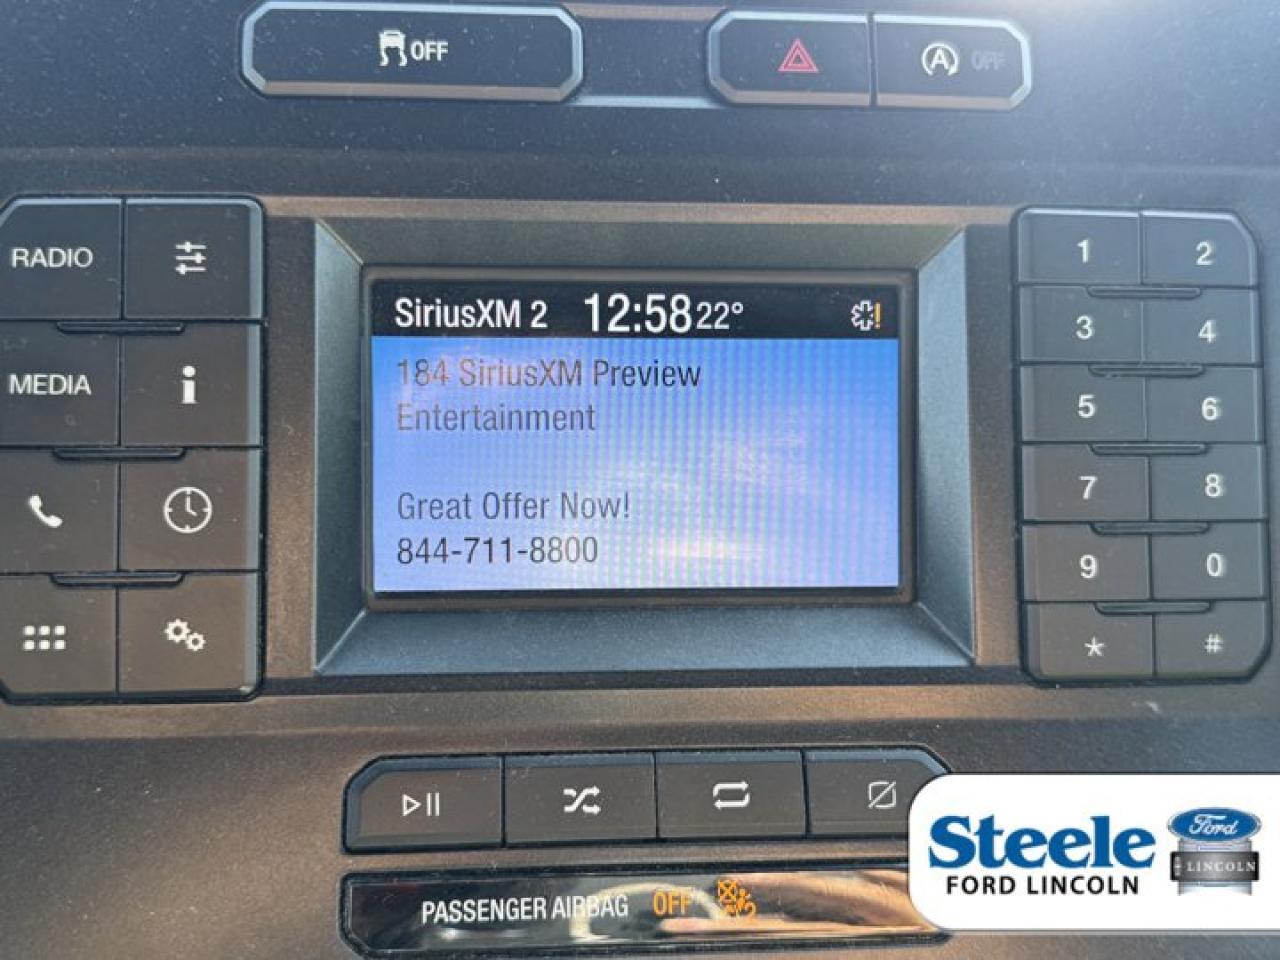 OFF
A OFF
RADIO
MEDIA
i
SiriusXM 2 12:58 22°
184 SiriusXM Preview
Entertainment
Great Offer Now!
844-711-8800
1 2
3 4
5 6
7 8
9 0
* #
PASSENGER AIRBAG OFF 2
Steele
FORD LINCOLN
Ford
LINCOLN